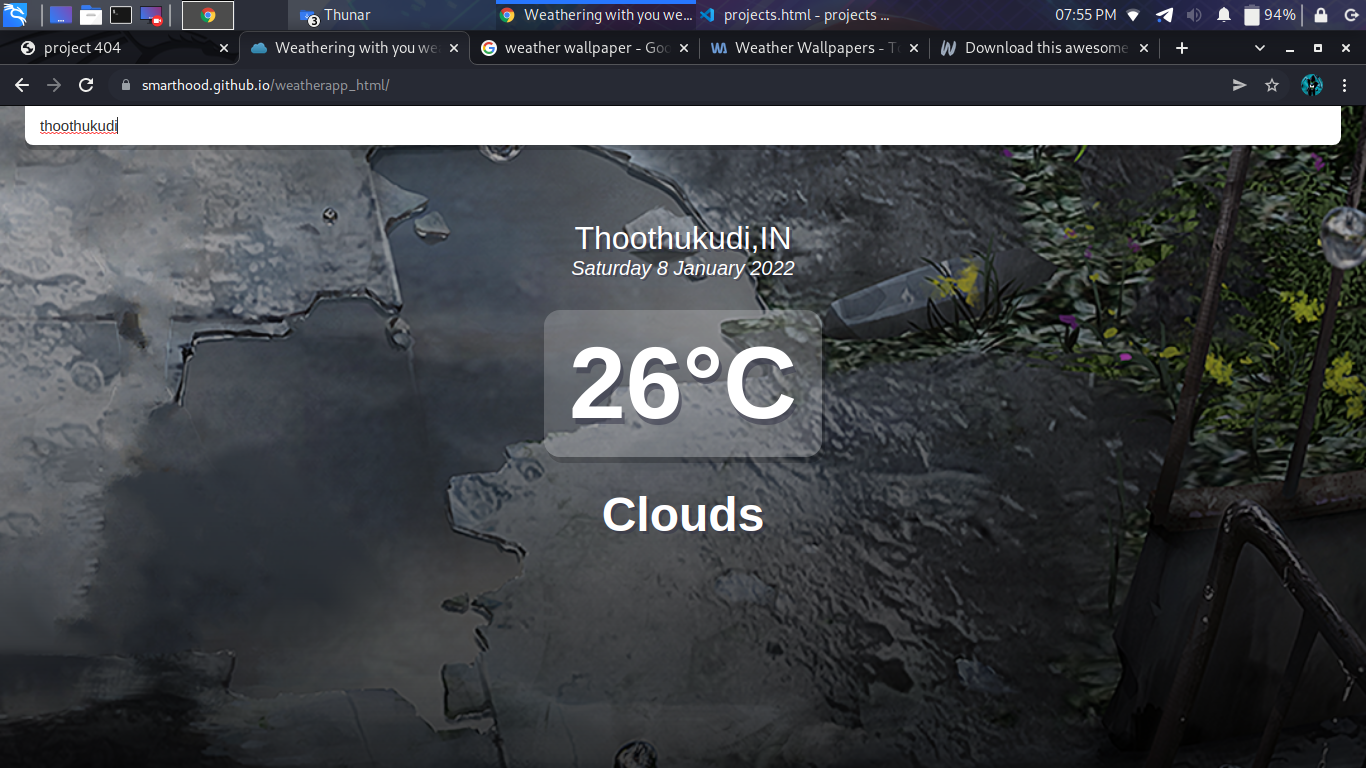 3
Thunar
Weathering with you we...
projects.html - projects ...
07:55 PM
94%
project 404
Weathering with you we
weather wallpaper - Goo
Weather Wallpapers - To
Download this awesome
smarthood.github.io/weatherapp_html/
thoothukudi
Thoothukudi,IN
Saturday 8 January 2022
26°C
Clouds